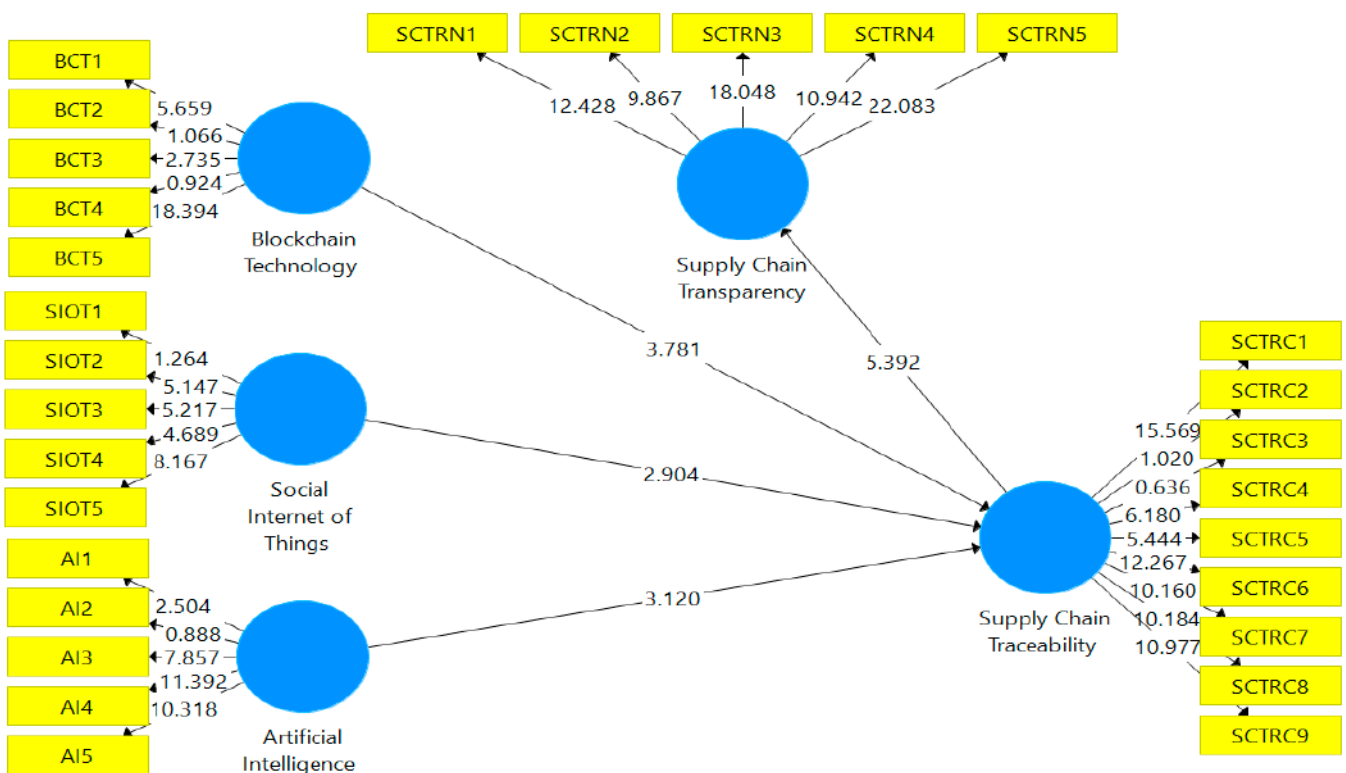 SCTRN1
SCTRN2
SCTRN3
SCTRN4
SCTRN5
12.428
9.867
18.048
10.942
22.083
Supply Chain
Transparency
BCT1
BCT2
BCT3
BCT4
BCT5
5.659
1.066
2.735
0.924
18.394
Blockchain
Technology
3.781
5.392
SIOT1
SIOT2
SIOT3
SIOT4
SIOT5
1.264
5.147
5.217
4.689
8.167
Social
Internet of
Things
2.904
AI1
AI2
AI3
AI4
AI5
2.504
0.888
7.857
11.392
10.318
Artificial
Intelligence
3.120
Supply Chain
Traceability
15.569
1.020
0.636
6.180
5.444
12.267
10.160
10.184
10.977
SCTRC1
SCTRC2
SCTRC3
SCTRC4
SCTRC5
SCTRC6
SCTRC7
SCTRC8
SCTRC9